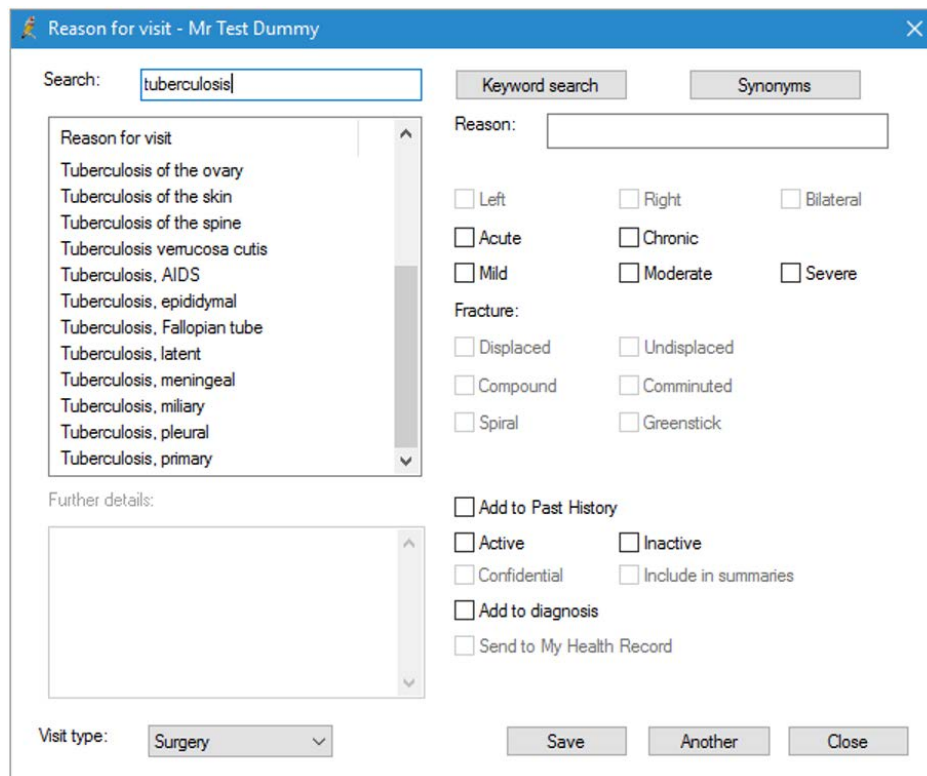 Reason for visit - Mr Test Dummy
Search:
tuberculosis
Keyword search
Synonyms
Reason for visit
Tuberculosis of the ovary
Tuberculosis of the skin
Tuberculosis of the spine
Tuberculosis verrucosa cutis
Tuberculosis, AIDS
Tuberculosis, epididymal
Tuberculosis, Fallopian tube
Tuberculosis, latent
Tuberculosis, meningeal
Tuberculosis, miliary
Tuberculosis, pleural
Tuberculosis, primary
Further details:
Reason:
Left
Right
Bilateral
Acute
Chronic
Mild
Moderate
Severe
Fracture:
Displaced
Undisplaced
Compound
Comminuted
Spiral
Greenstick
Add to Past History
Active
Inactive
Confidential
Include in summaries
Add to diagnosis
Send to My Health Record
Visit type:
Surgery
Save
Another
Close